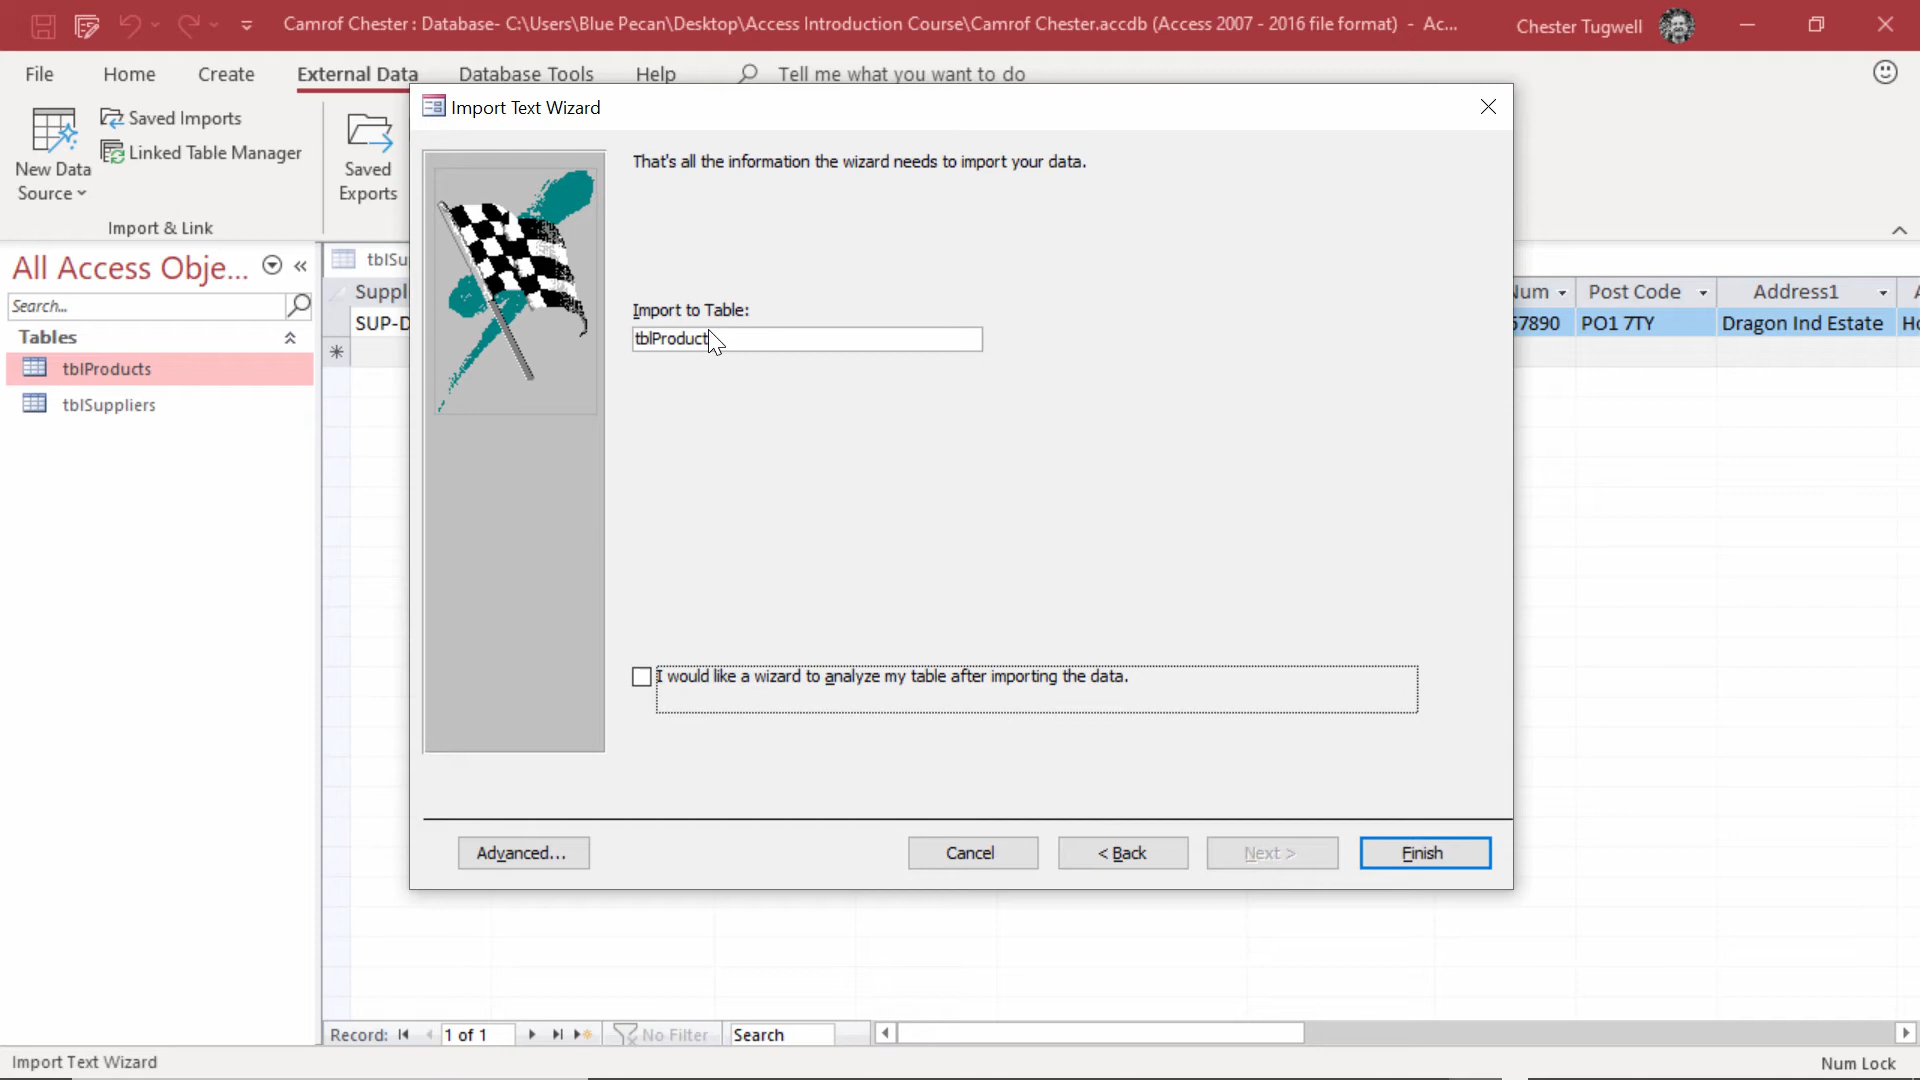 Camrof Chester : Database- C:\Users\Blue Pecan\Desktop\Access Introduction Course\Camrof Chester.accdb (Access 2007 - 2016 file format) - Ac...
Chester Tugwell
File Home Create External Data Database Tools Help Tell me what you want to do
New Data Source
Saved Imports
Linked Table Manager
Saved Exports
Import & Link
Import Text Wizard
That's all the information the wizard needs to import your data.
Import to Table:
tblProduct
I would like a wizard to analyze my table after importing the data.
Advanced... Cancel < Back Next > Finish
All Access Obje...
Search...
Tables
tblProducts
tblSuppliers
tblSu
Suppl
SUP-D
Num Post Code Address1 A
67890 PO1 7TY Dragon Ind Estate Ho
Record: 1 of 1 No Filter Search
Import Text Wizard
Num Lock